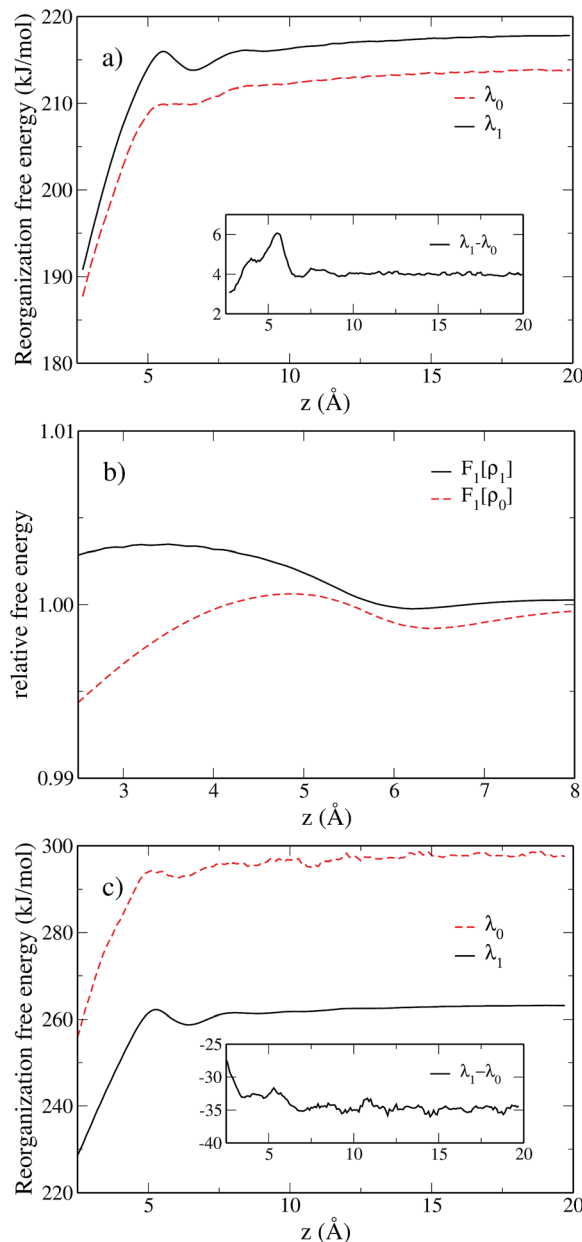 220
a)
210
λ₀
λ₁
200
6
λ₁-λ₀
190
4
2
5
10
15
20
180
5
10
15
20
z (Å)
Reorganization free energy (kJ/mol)
1.01
b)
F₁[ρ₁]
F₁[ρ₀]
1.00
0.99
3
4
5
6
7
8
z (Å)
relative free energy
300
c)
280
λ₀
λ₁
260
-25
λ₁−λ₀
-30
-35
240
-40
5
10
15
20
220
5
10
15
20
z (Å)
Reorganization free energy (kJ/mol)